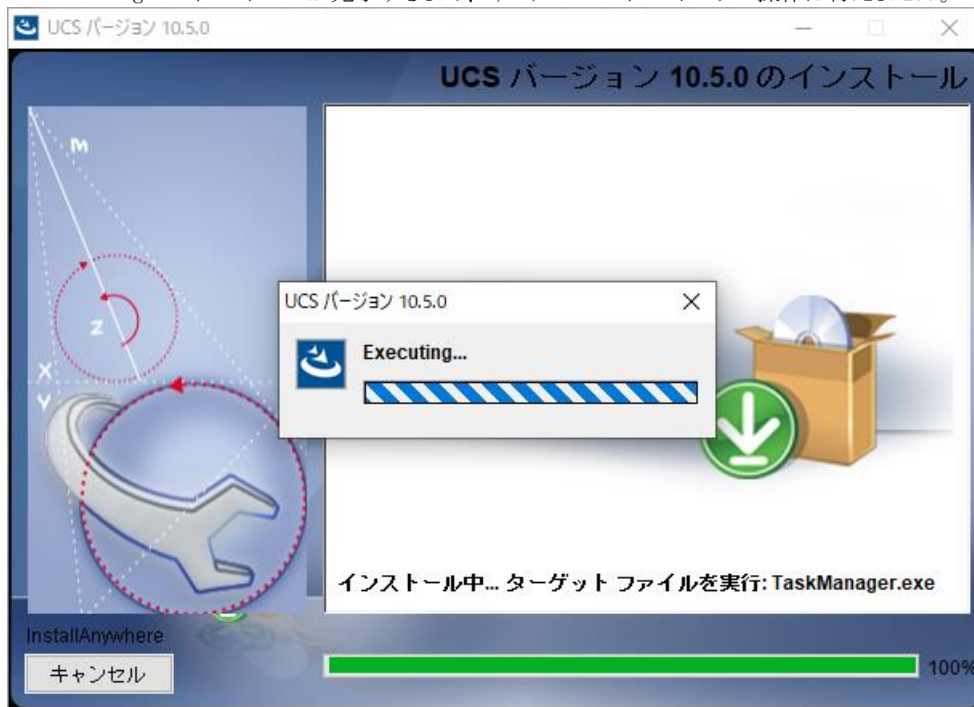 UCS バージョン 10.5.0
UCS バージョン 10.5.0 のインストール
m
z
X
Y
UCS バージョン 10.5.0
Executing...
インストール中... ターゲット ファイルを実行: TaskManager.exe
InstallAnywhere
キャンセル
100%